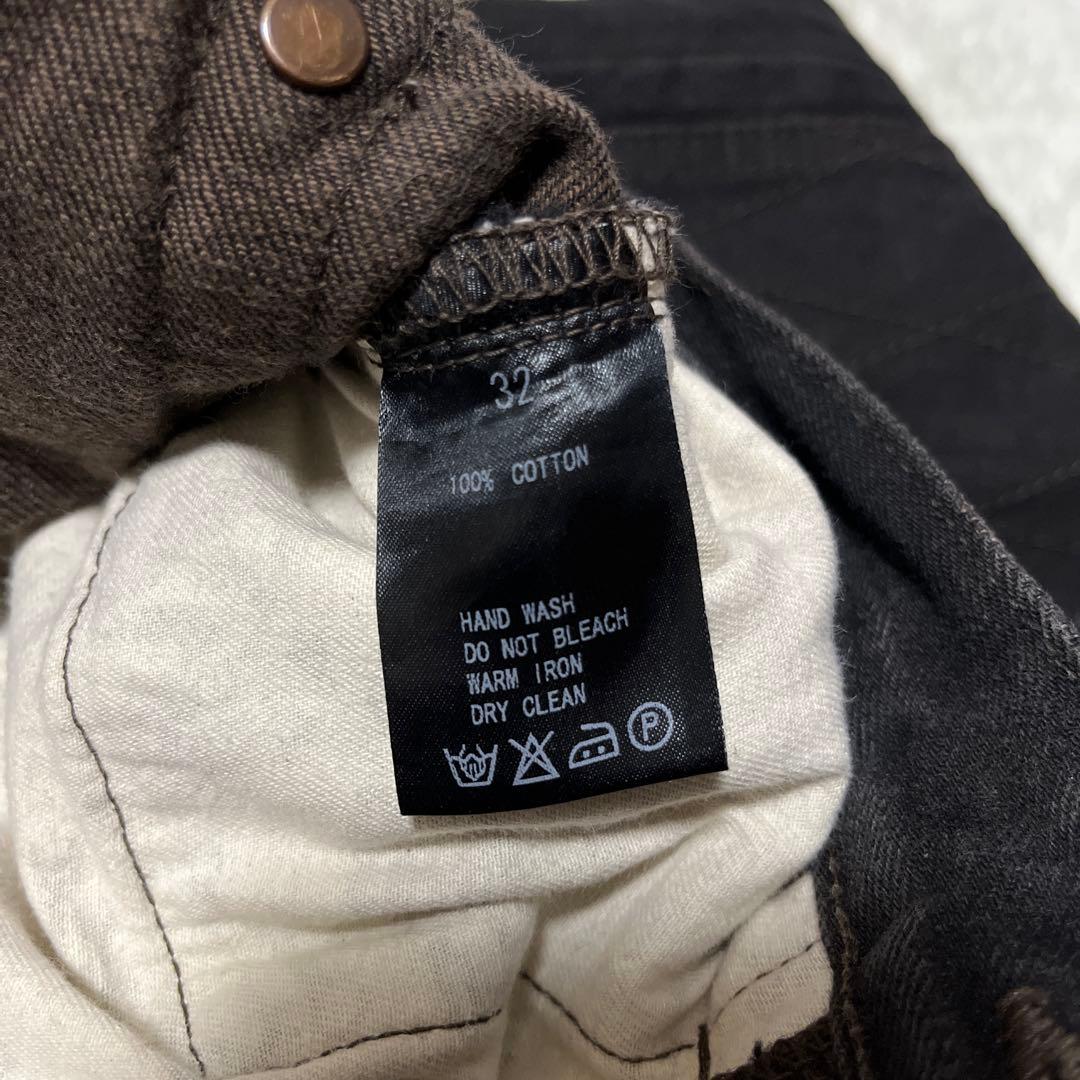 32
100% COTTON
HAND WASH
DO NOT BLEACH
WARM IRON
DRY CLEAN
P